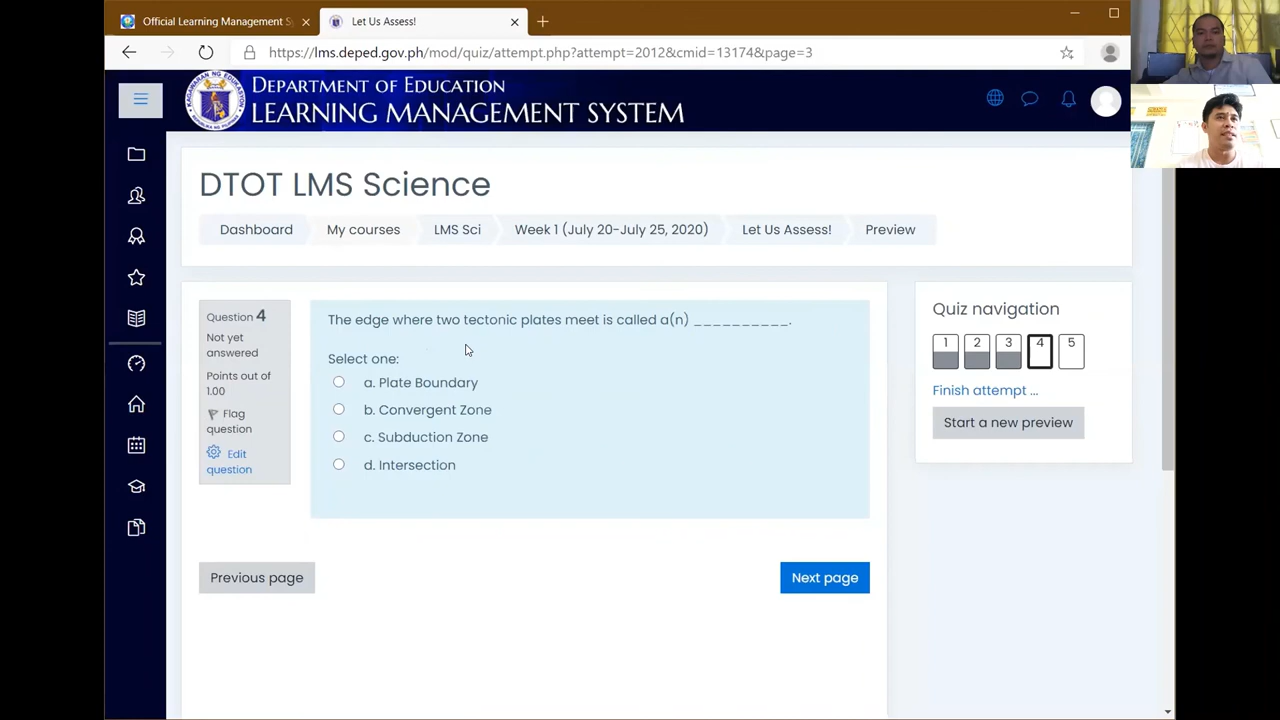 Official Learning Management S
Let Us Assess!
https://lms.deped.gov.ph/mod/quiz/attempt.php?attempt=2012&cmid=13174&page=3
DEPARTMENT OF EDUCATION
LEARNING MANAGEMENT SYSTEM
DTOT LMS Science
Dashboard My courses LMS Sci Week 1 (July 20-July 25, 2020) Let Us Assess! Preview
Question 4
Not yet
answered
Points out of
1.00
Flag
question
Edit
question
The edge where two tectonic plates meet is called a(n) __________.
Select one:
a. Plate Boundary
b. Convergent Zone
c. Subduction Zone
d. Intersection
Previous page
Next page
Quiz navigation
1 2 3 4 5
Finish attempt ...
Start a new preview